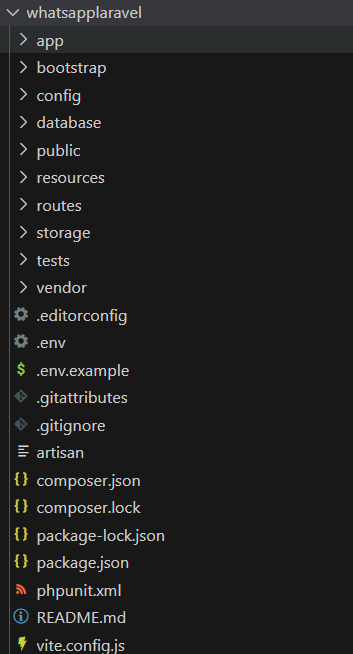 whatsapplaravel
app
bootstrap
config
database
public
resources
routes
storage
tests
vendor
.editorconfig
.env
.env.example
.gitattributes
.gitignore
artisan
composer.json
composer.lock
package-lock.json
package.json
phpunit.xml
README.md
vite.config.js